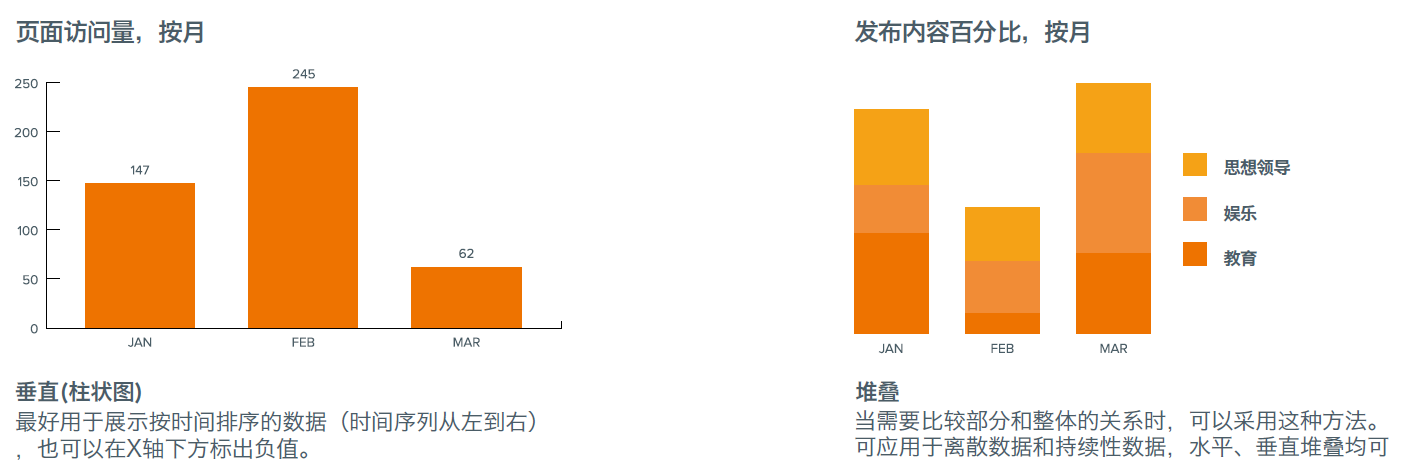 页面访问量，按月
250
200
150
100
50
0
147
245
62
JAN FEB MAR
垂直(柱状图)
最好用于展示按时间排序的数据（时间序列从左到右）
，也可以在X轴下方标出负值。
发布内容百分比，按月
思想领导
娱乐
教育
JAN FEB MAR
堆叠
当需要比较部分和整体的关系时，可以采用这种方法。
可应用于离散数据和持续性数据，水平、垂直堆叠均可